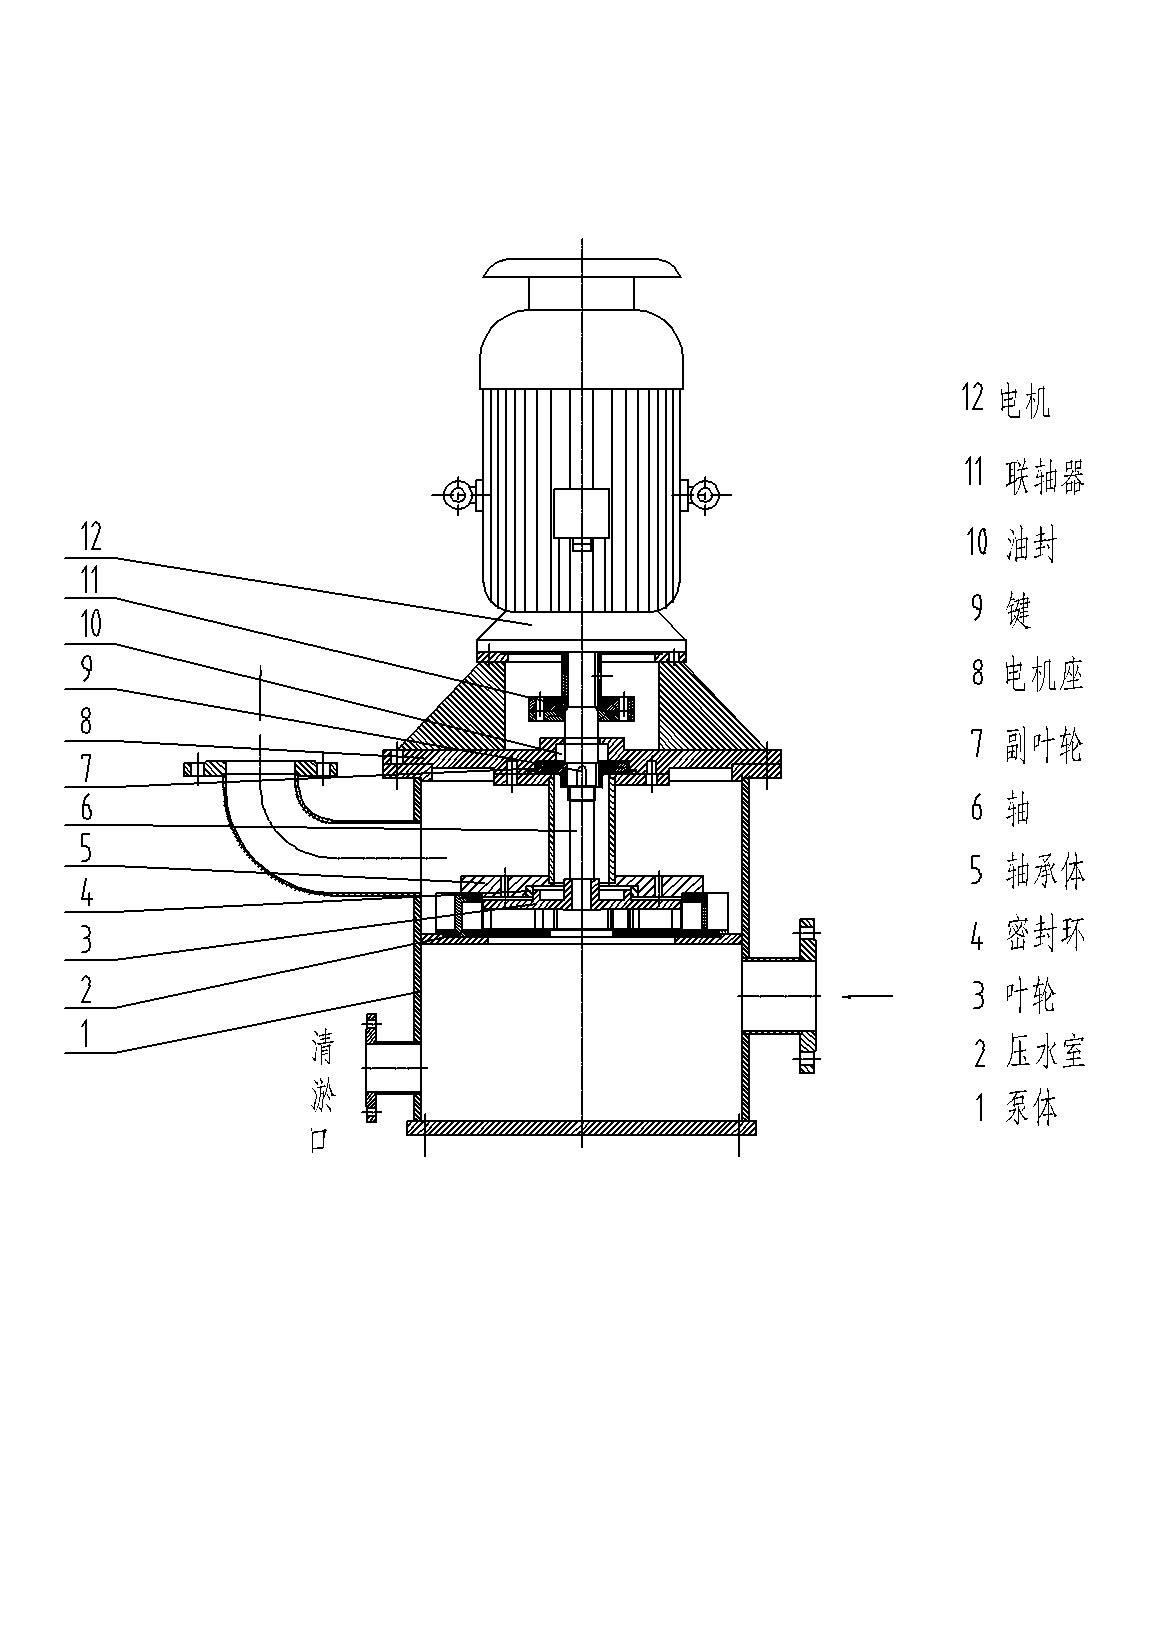 12
11
10
9
8
7
6
5
4
3
2
1
清
淤
口
12 电机
11 联轴器
10 油封
9 键
8 电机座
7 副叶轮
6 轴
5 轴承体
4 密封环
3 叶轮
2 压水室
1 泵体